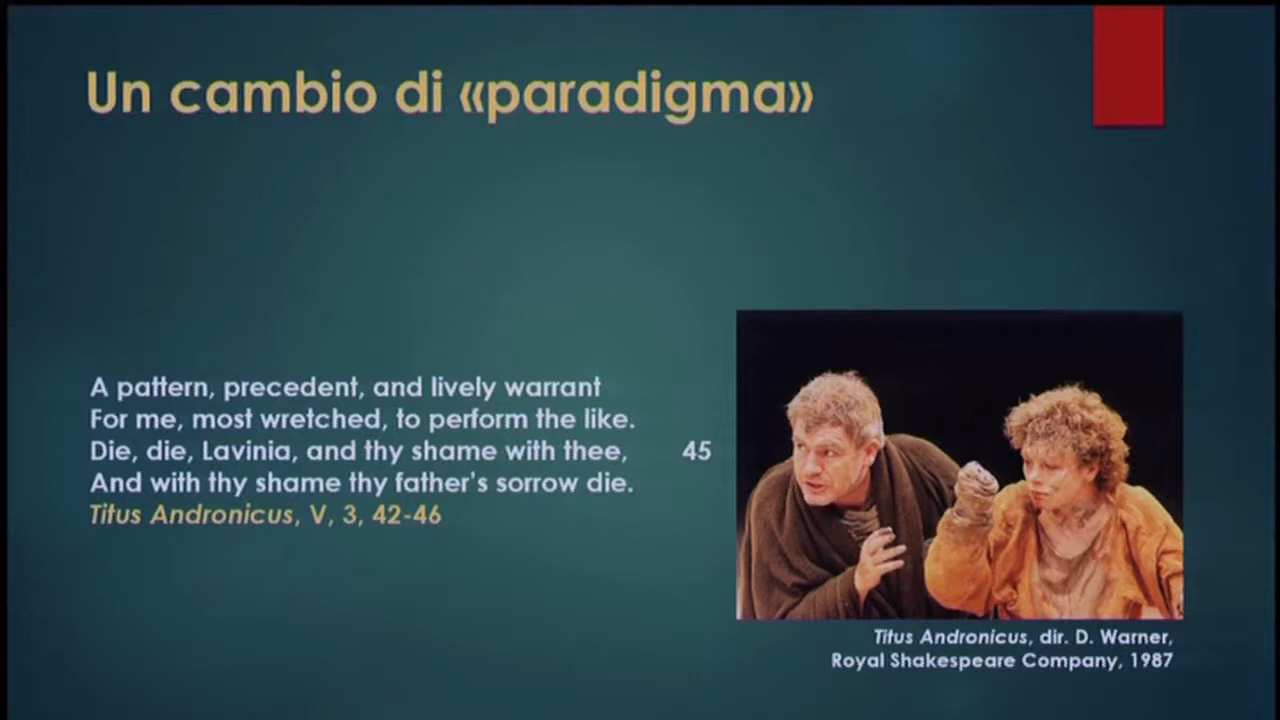 Un cambio di «paradigma»
A pattern, precedent, and lively warrant
For me, most wretched, to perform the like.
Die, die, Lavinia, and thy shame with thee, 45
And with thy shame thy father's sorrow die.
Titus Andronicus, V, 3, 42-46
Titus Andronicus, dir. D. Warner,
Royal Shakespeare Company, 1987